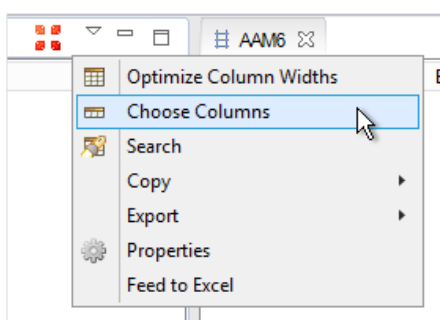 AAM6
Optimize Column Widths
Choose Columns
Search
Copy
Export
Properties
Feed to Excel